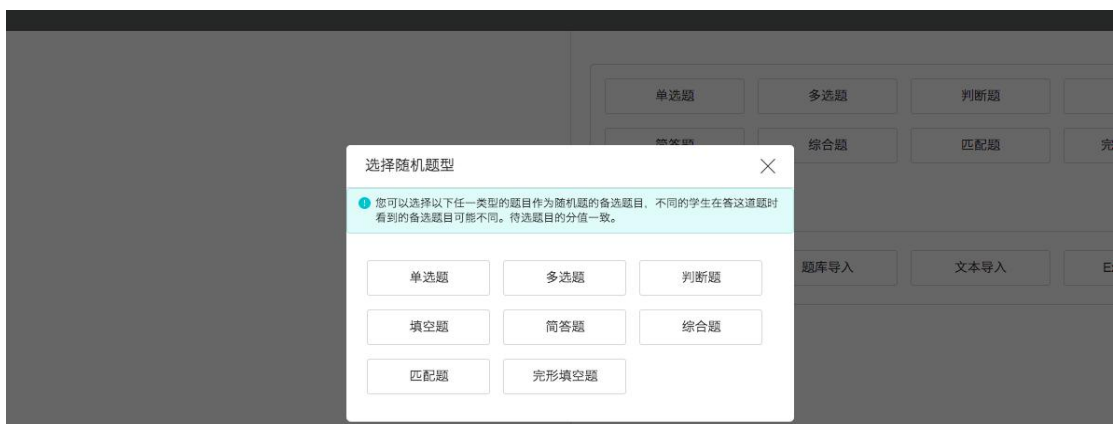 单选题
多选题
判断题
综合题
匹配题
完
选择随机题型
您可以选择以下任一类型的题目作为随机题的备选题目，不同的学生在答这道题时
看到的备选题目可能不同。待选题目的分值一致。
单选题
多选题
判断题
题库导入
文本导入
填空题
简答题
综合题
匹配题
完形填空题